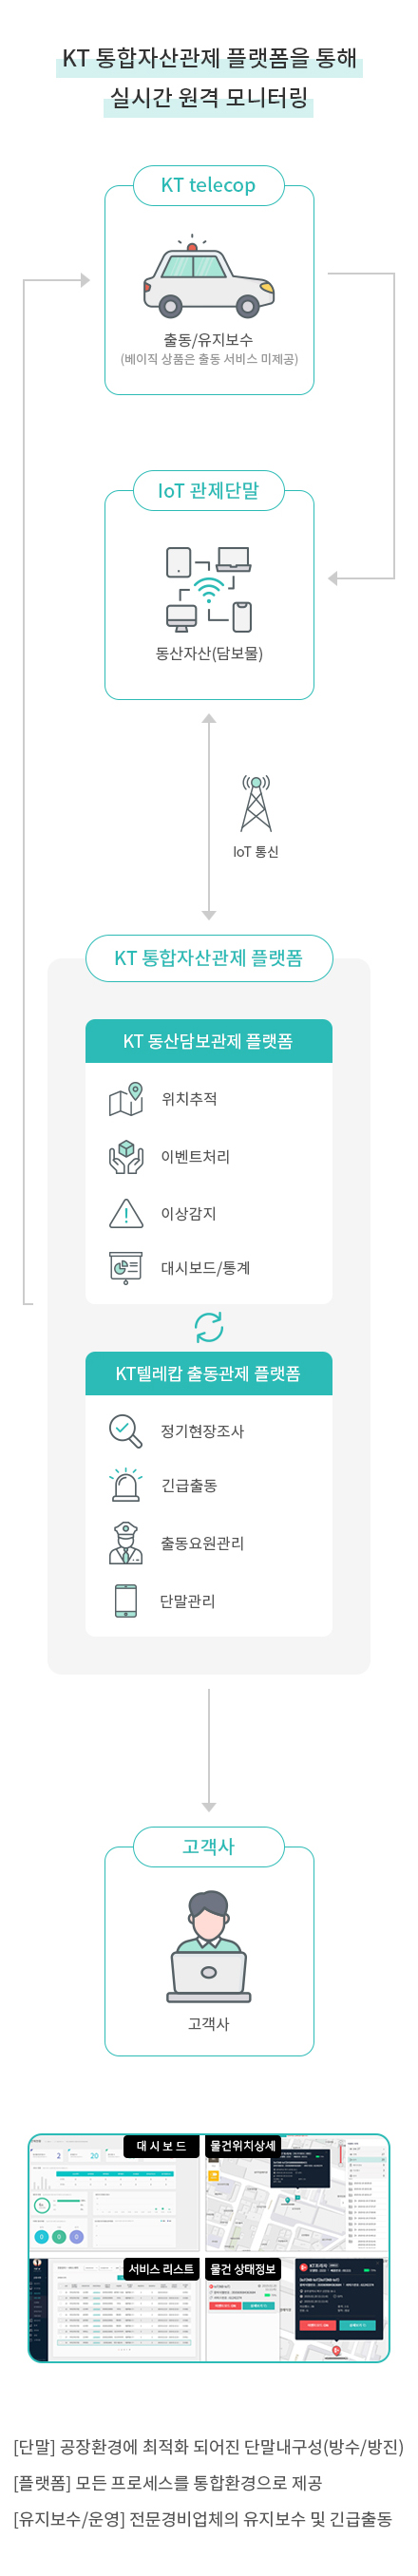 KT 통합자산관제 플랫폼을 통해
실시간 원격 모니터링
KT telecop
출동/유지보수
(베이직 상품은 출동 서비스 미제공)
IoT 관제단말
동산자산(담보물)
IoT 통신
KT 통합자산관제 플랫폼
KT 동산담보관제 플랫폼
위치추적
이벤트처리
이상감지
대시보드/통계
KT텔레캅 출동관제 플랫폼
정기현장조사
긴급출동
출동요원관리
단말관리
고객사
고객사
대 시 보 드
물건위치상세
서비스 리스트
물건 상태정보
[단말] 공장환경에 최적화 되어진 단말내구성(방수/방진)
[플랫폼] 모든 프로세스를 통합환경으로 제공
[유지보수/운영] 전문경비업체의 유지보수 및 긴급출동